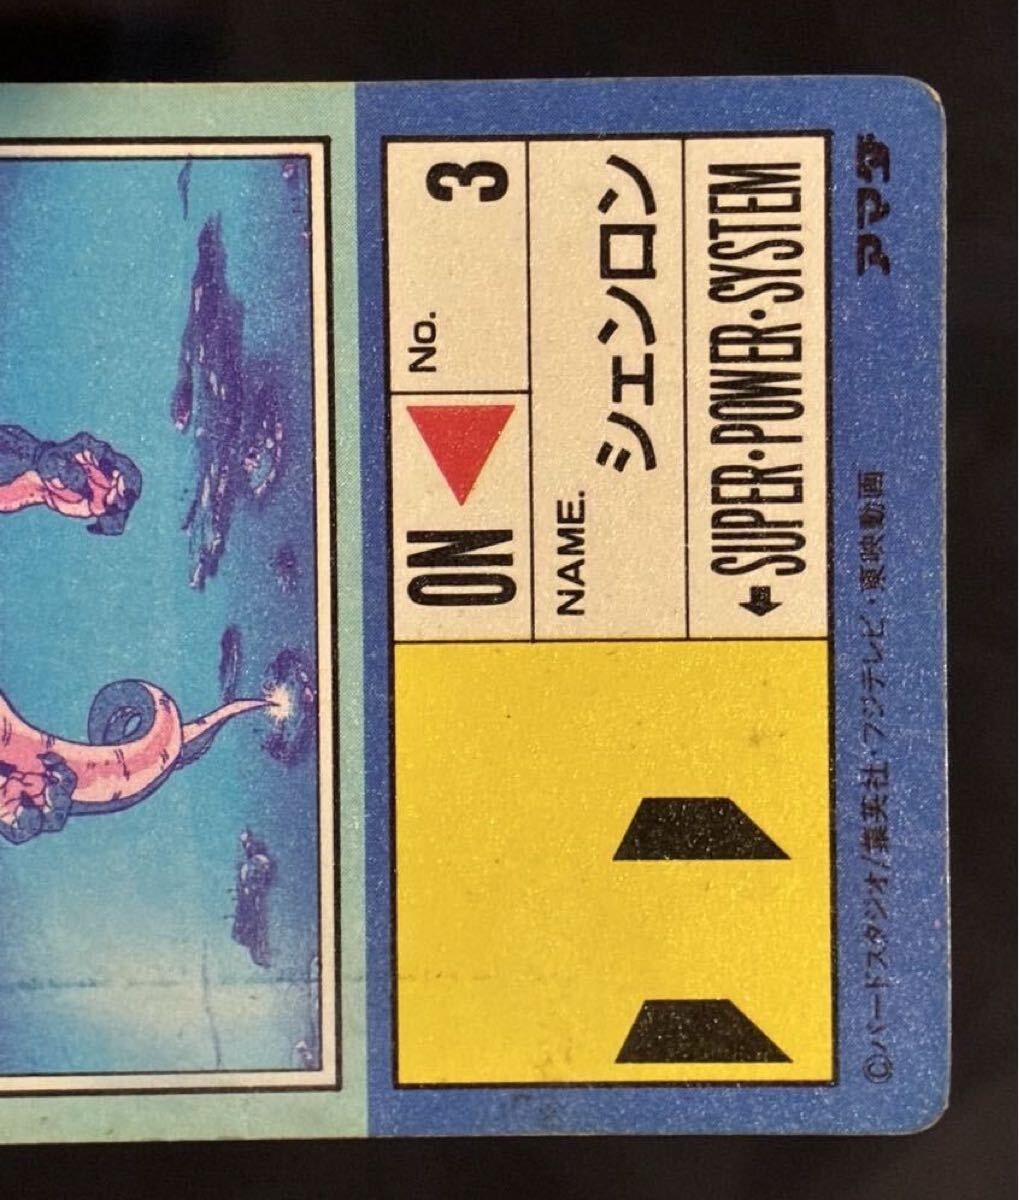 ON
No. 3
NAME.
シェンロン
SUPER・POWER・SYSTEM
©バードスタジオ/集英社・フジテレビ・東映動画
アマダ